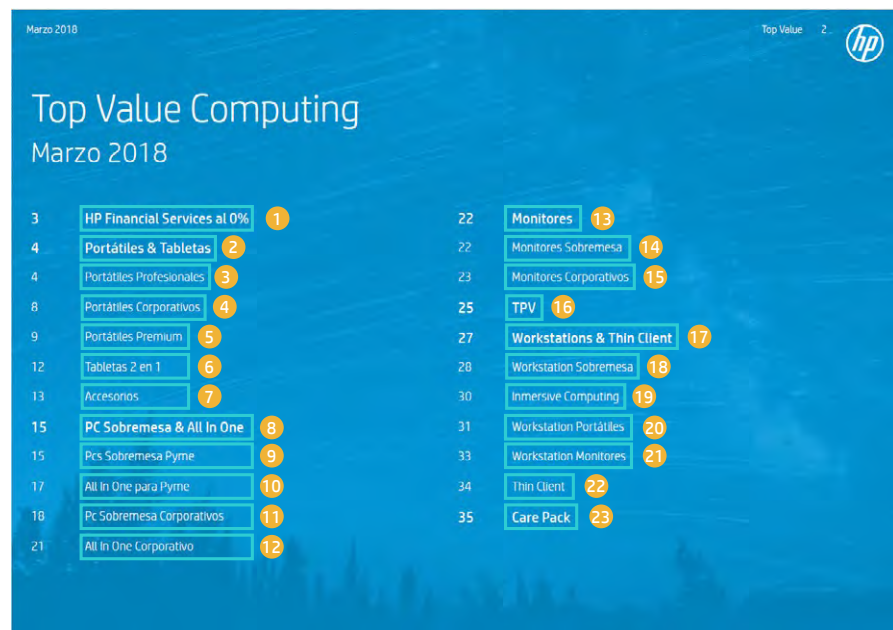 Marzo 2018
Top Value 2
hp
Top Value Computing
Marzo 2018
3 HP Financial Services al 0% 1
4 Portátiles & Tabletas 2
4 Portátiles Profesionales 3
8 Portátiles Corporativos 4
9 Portátiles Premium 5
12 Tabletas 2 en 1 6
13 Accesorios 7
15 PC Sobremesa & All In One 8
15 Pcs Sobremesa Pyme 9
17 All In One para Pyme 10
18 Pc Sobremesa Corporativos 11
21 All In One Corporativo 12
22 Monitores 13
22 Monitores Sobremesa 14
23 Monitores Corporativos 15
25 TPV 16
27 Workstations & Thin Client 17
28 Workstation Sobremesa 18
30 Inmersive Computing 19
31 Workstation Portátiles 20
33 Workstation Monitores 21
34 Thin Client 22
35 Care Pack 23